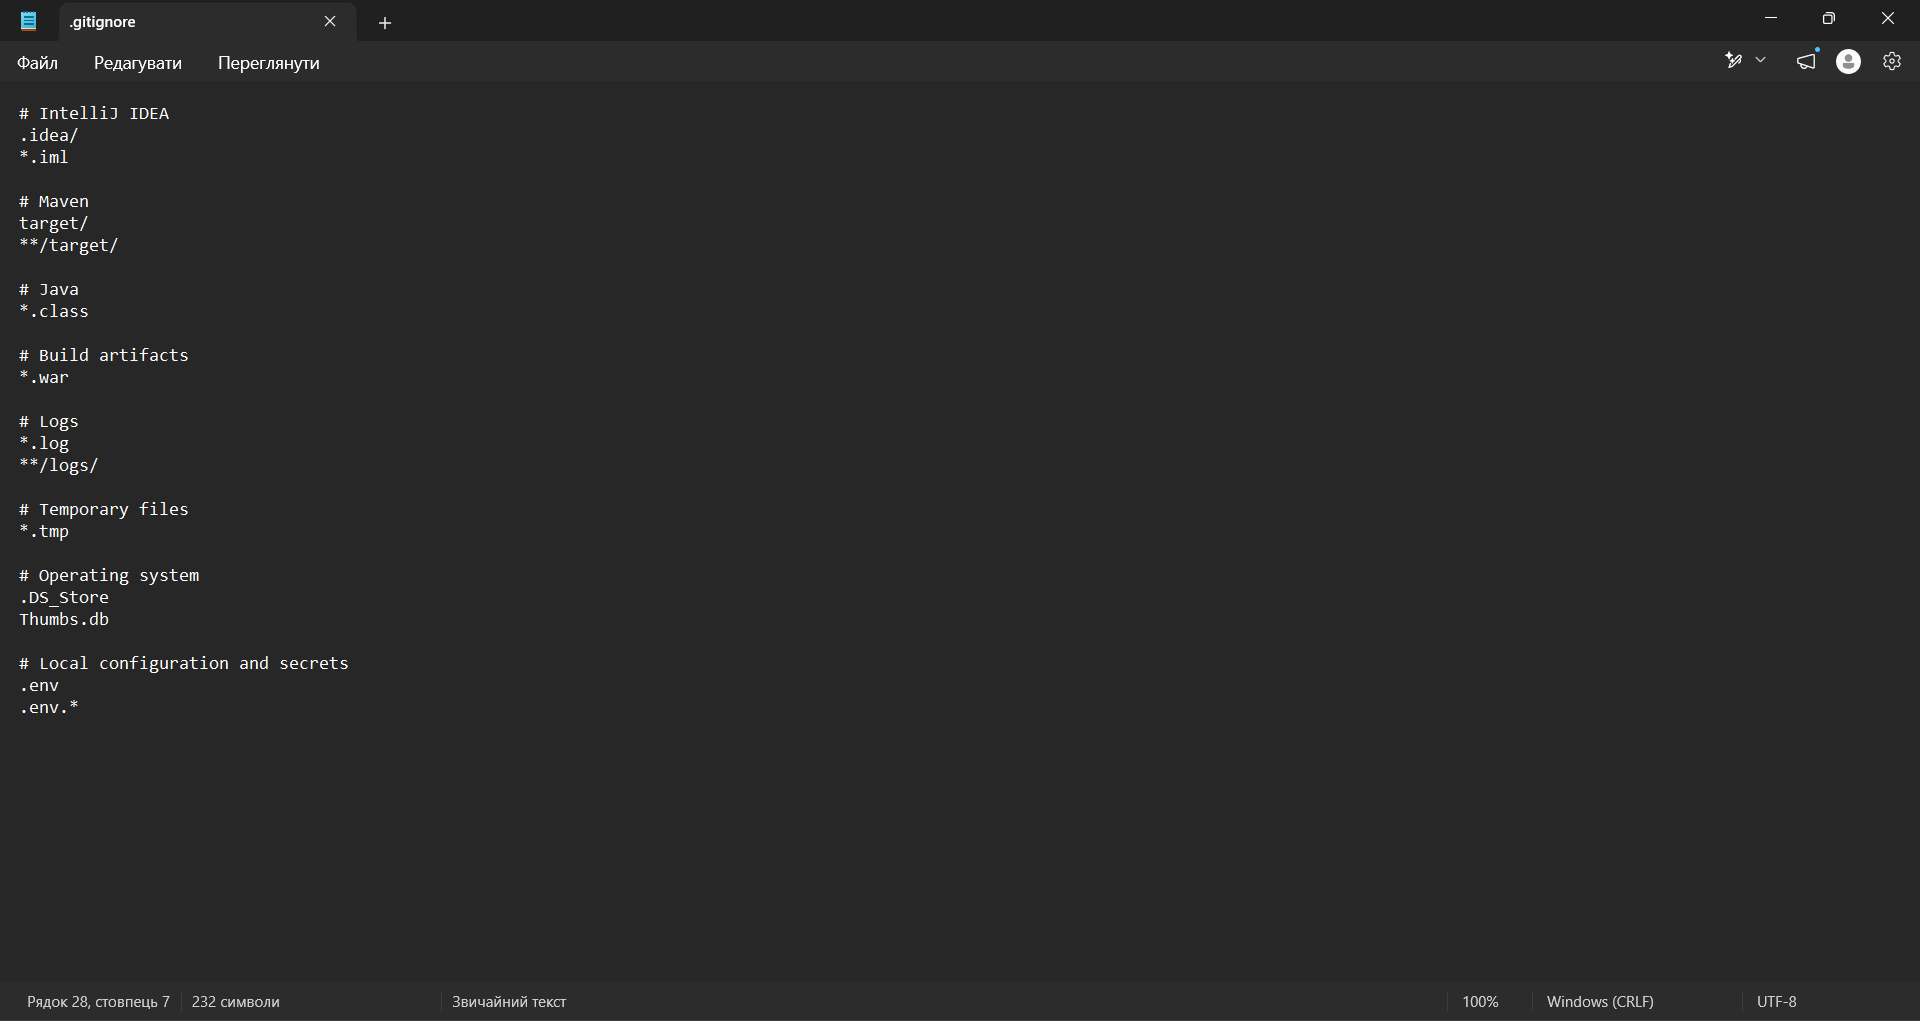 .gitignore
Файл Редагувати Переглянути
# IntelliJ IDEA
.idea/
*.iml
# Maven
target/
**/target/
# Java
*.class
# Build artifacts
*.war
# Logs
*.log
**/logs/
# Temporary files
*.tmp
# Operating system
.DS_Store
Thumbs.db
# Local configuration and secrets
.env
.env.*
Рядок 28, стовпець 7 232 символи Звичайний текст 100% Windows (CRLF) UTF-8